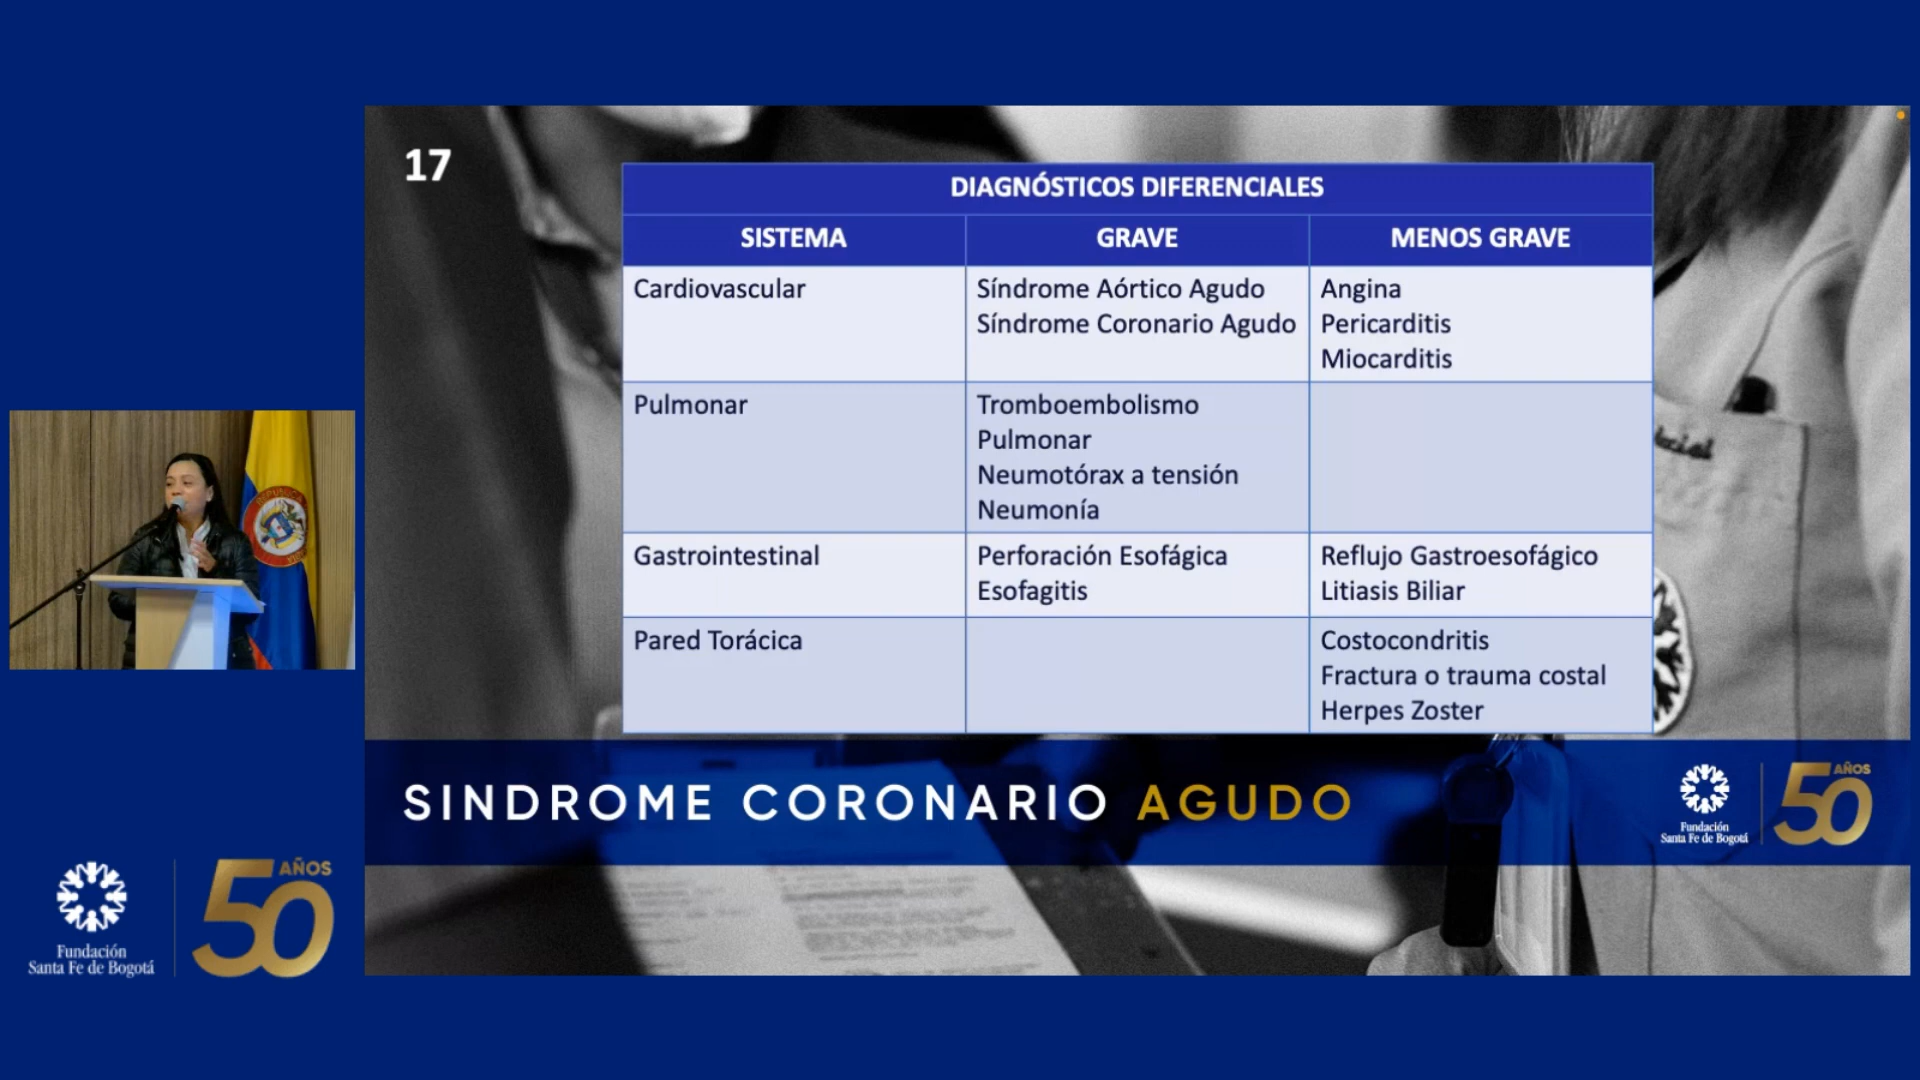 17
DIAGNÓSTICOS DIFERENCIALES
SISTEMA
GRAVE
MENOS GRAVE
Cardiovascular
Síndrome Aórtico Agudo
Síndrome Coronario Agudo
Angina
Pericarditis
Miocarditis
Pulmonar
Tromboembolismo
Pulmonar
Neumotórax a tensión
Neumonía
Gastrointestinal
Perforación Esofágica
Esofagitis
Reflujo Gastroesofágico
Litiasis Biliar
Pared Torácica
Costocondritis
Fractura o trauma costal
Herpes Zoster
SINDROME CORONARIO AGUDO
Fundación
Santa Fe de Bogotá
50 AÑOS
Fundación
Santa Fe de Bogotá
50 AÑOS